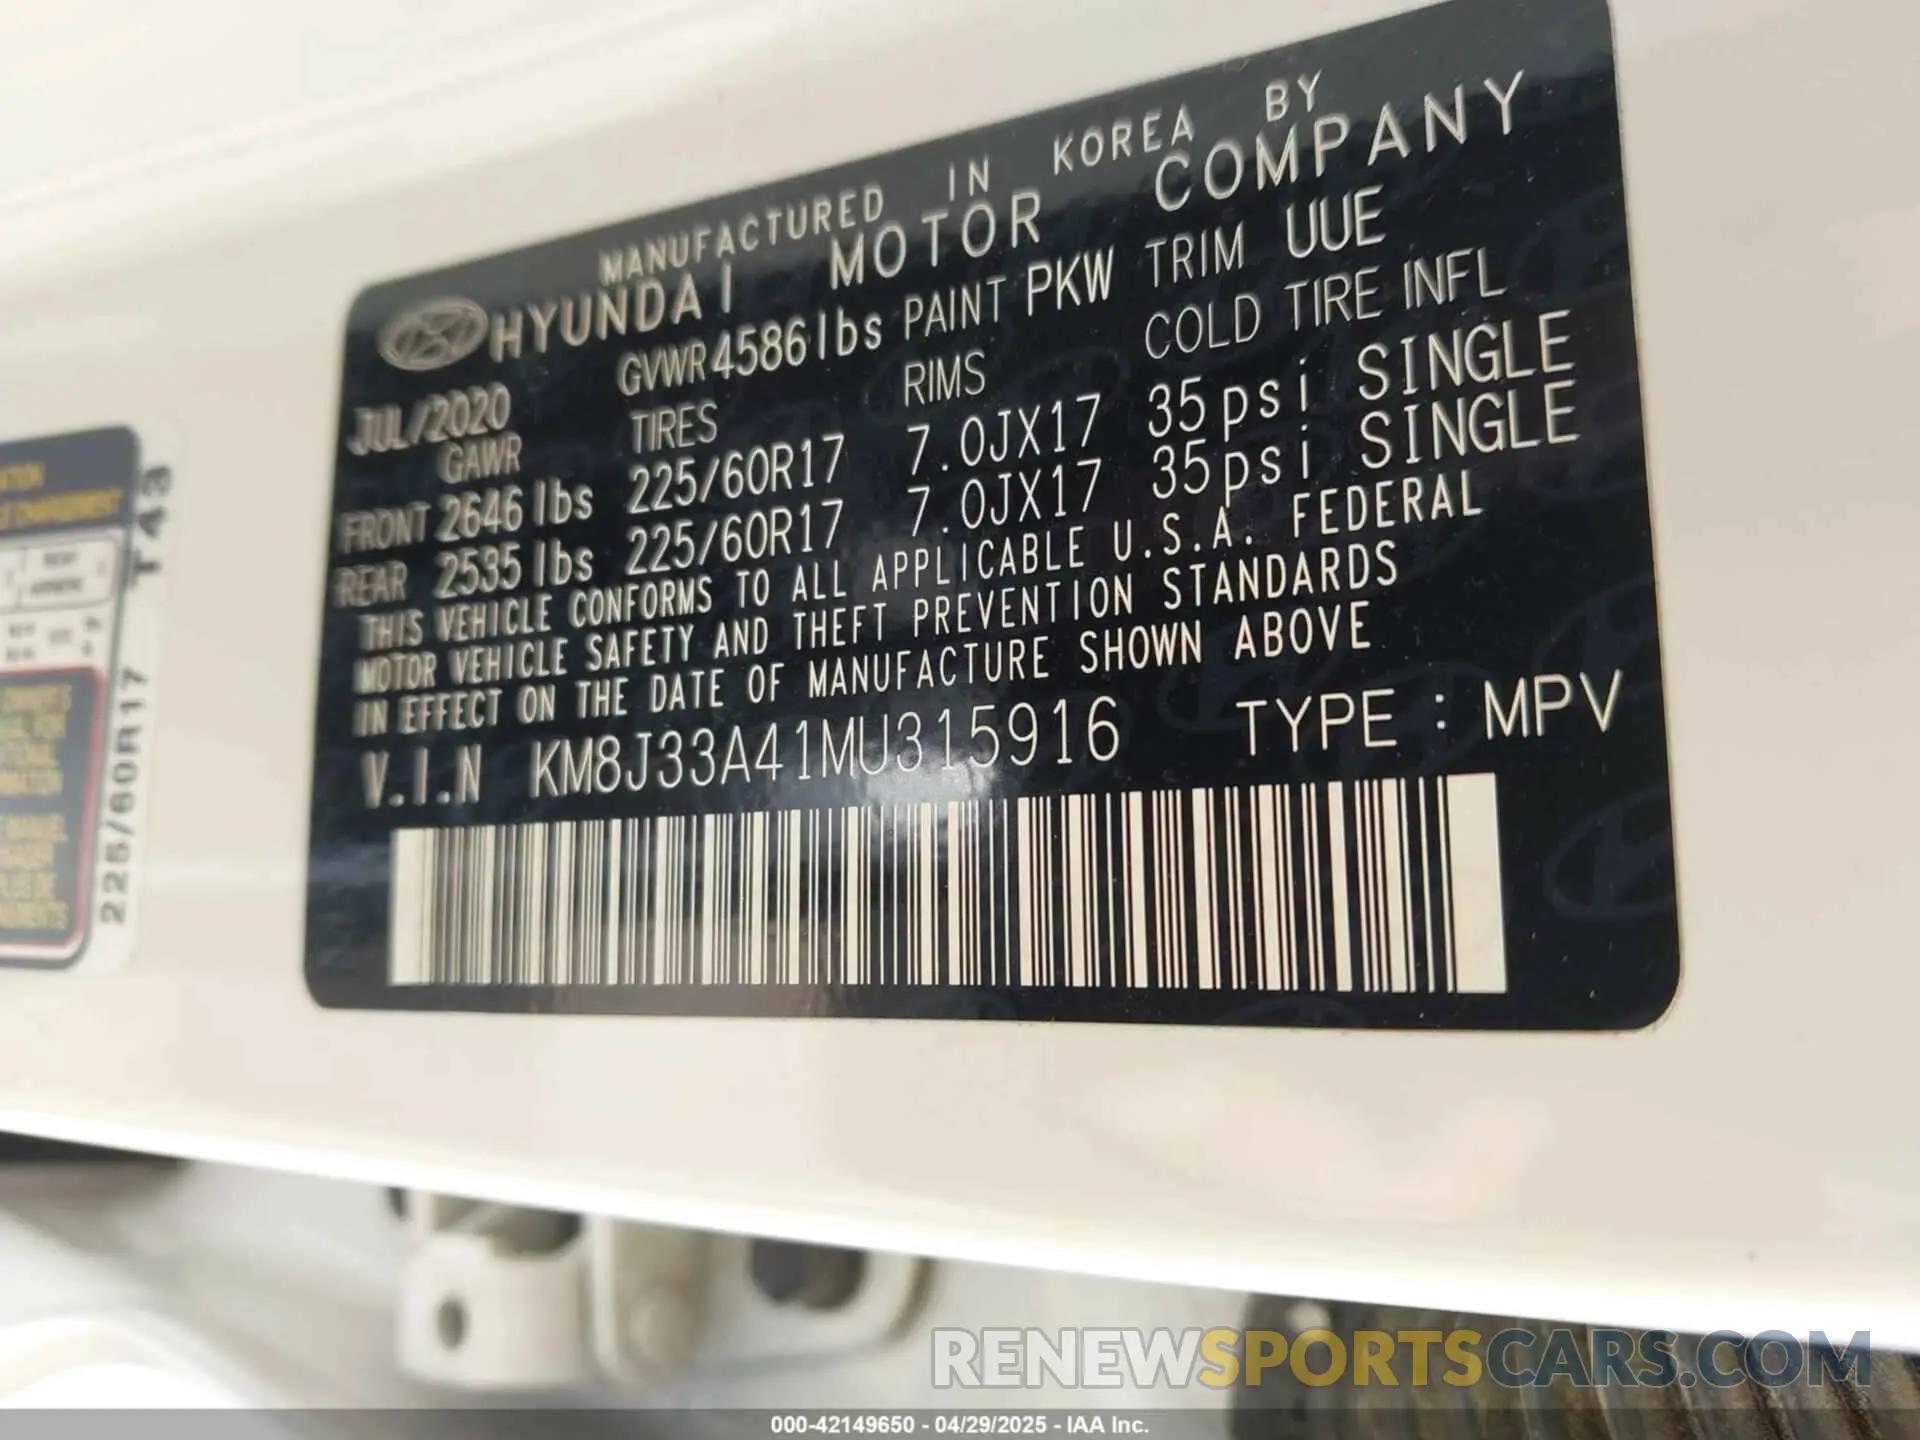 MANUFACTURED IN KOREA BY
HYUNDAI MOTOR COMPANY
JUL/2020 GVWR 4586 lbs PAINT PKW TRIM UUE
GAWR TIRES RIMS COLD TIRE INFL
FRONT 2646 lbs 225/60R17 7.0JX17 35psi SINGLE
REAR 2535 lbs 225/60R17 7.0JX17 35psi SINGLE
THIS VEHICLE CONFORMS TO ALL APPLICABLE U.S.A. FEDERAL
MOTOR VEHICLE SAFETY AND THEFT PREVENTION STANDARDS
IN EFFECT ON THE DATE OF MANUFACTURE SHOWN ABOVE
V.I.N KM8J33A41MU315916 TYPE : MPV
225/60R17 T43
RENEWSPORTSCARS.COM
000-42149650 - 04/29/2025 - IAA Inc.